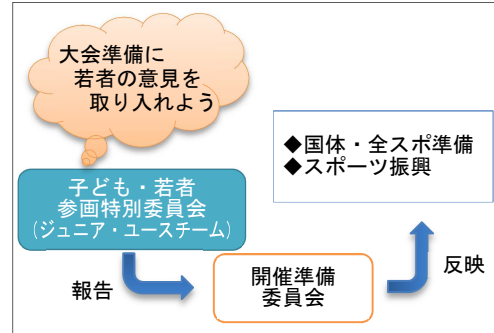 大会準備に
若者の意見を
取り入れよう
◆国体・全スポ準備
◆スポーツ振興
子ども・若者
参画特別委員会
(ジュニア・ユースチーム)
報告
開催準備
委員会
反映